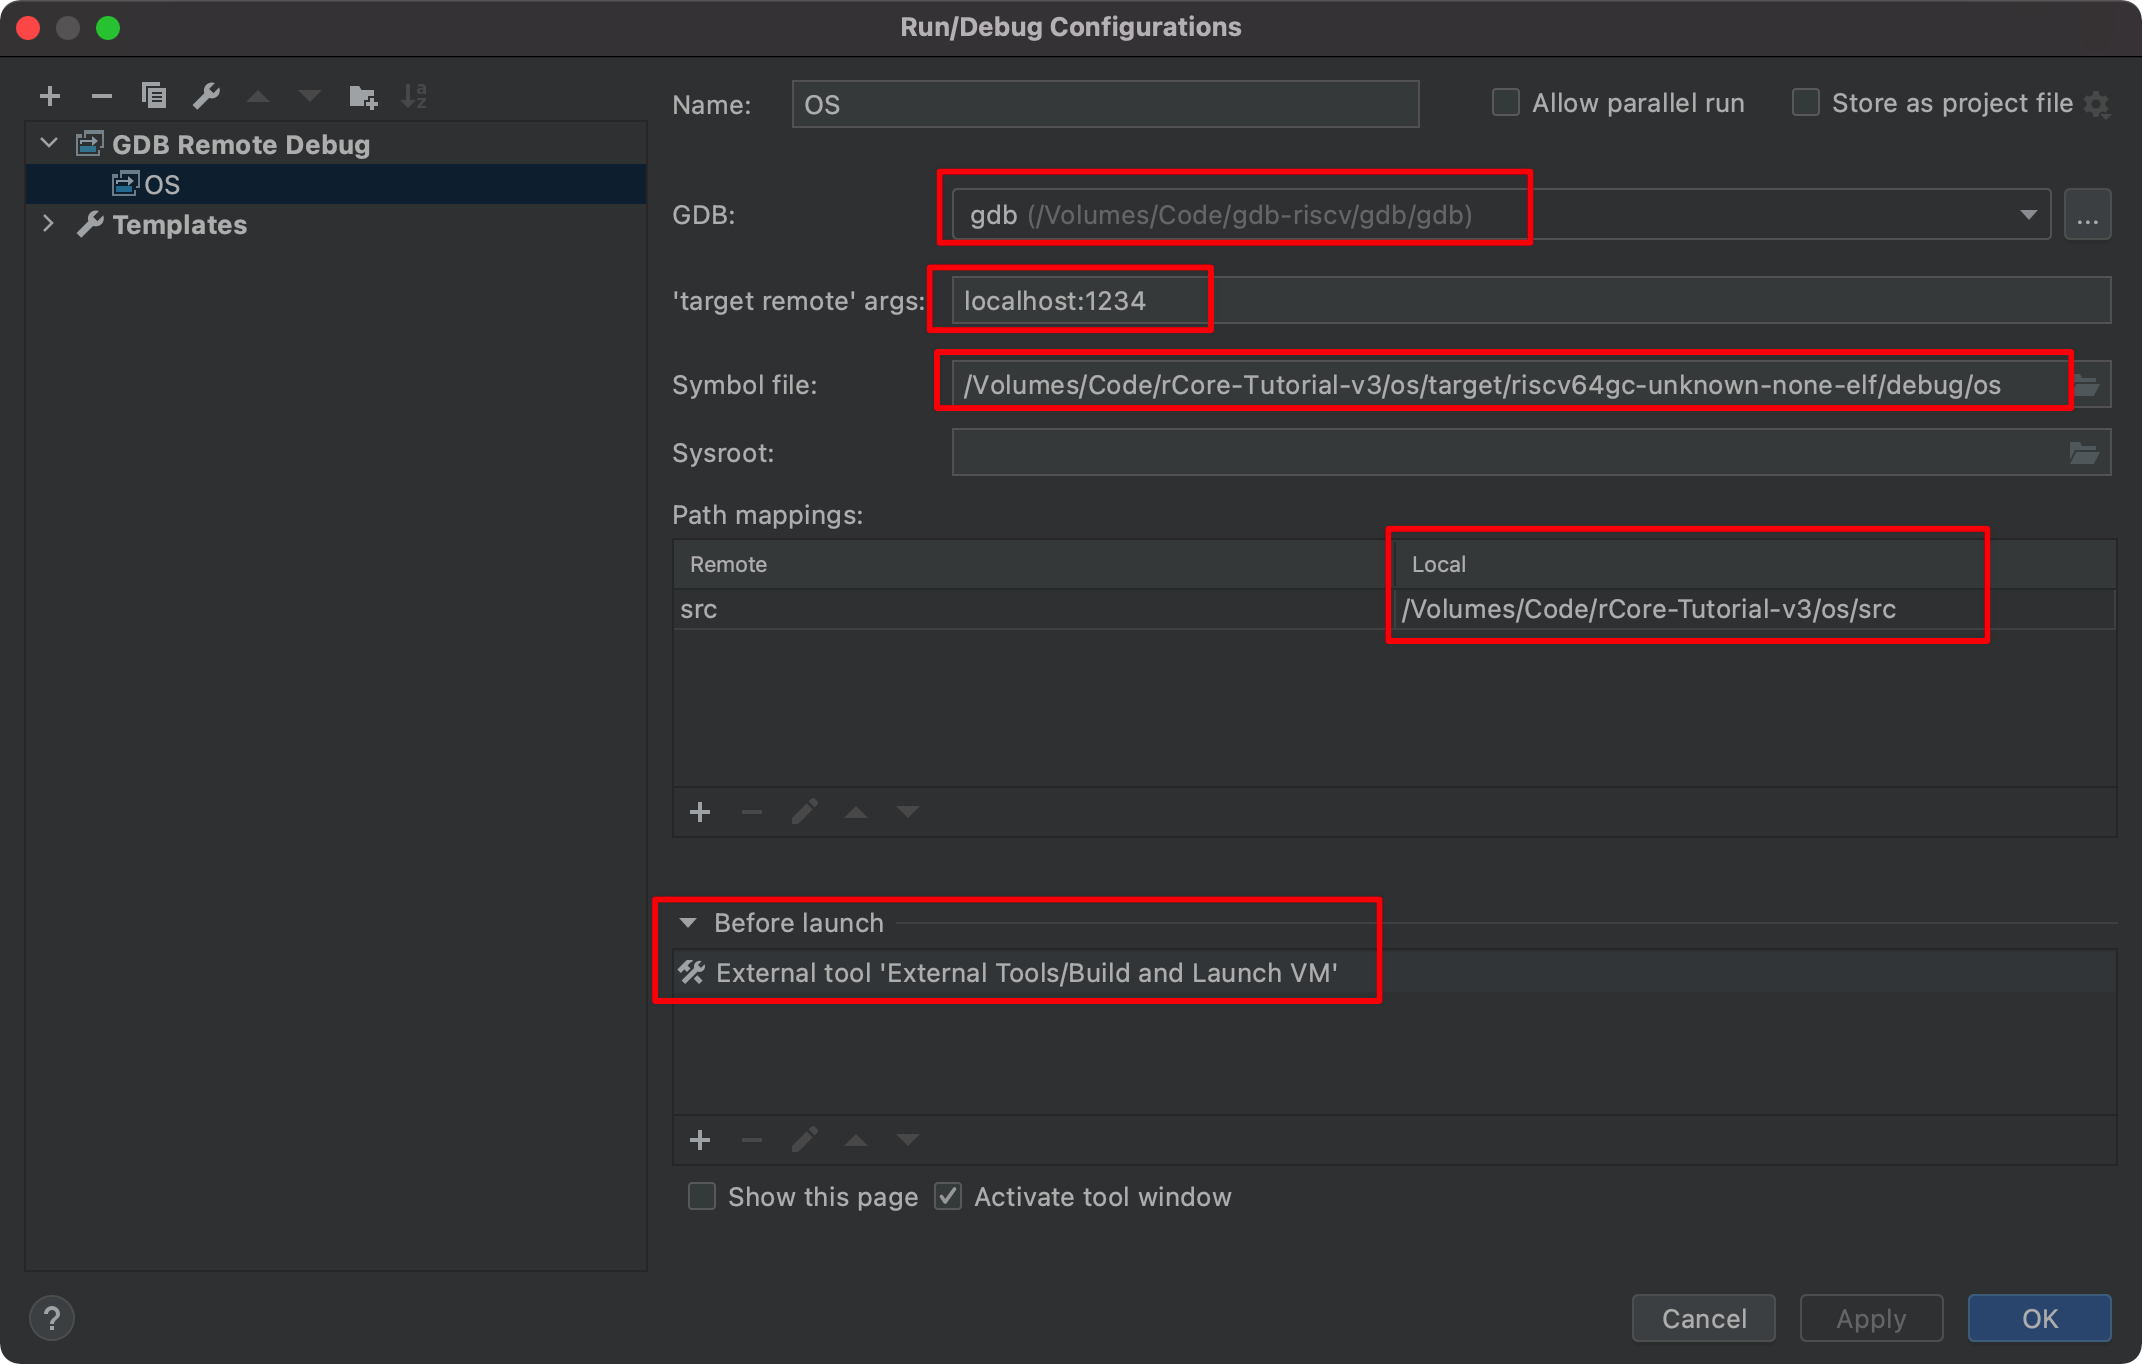 Run/Debug Configurations
GDB Remote Debug
OS
Templates
Name: OS
Allow parallel run
Store as project file
GDB: gdb (/Volumes/Code/gdb-riscv/gdb/gdb) ...
'target remote' args: localhost:1234
Symbol file: /Volumes/Code/rCore-Tutorial-v3/os/target/riscv64gc-unknown-none-elf/debug/os
Sysroot:
Path mappings:
Remote Local
src /Volumes/Code/rCore-Tutorial-v3/os/src
Before launch
External tool 'External Tools/Build and Launch VM'
Show this page Activate tool window
? Cancel Apply OK